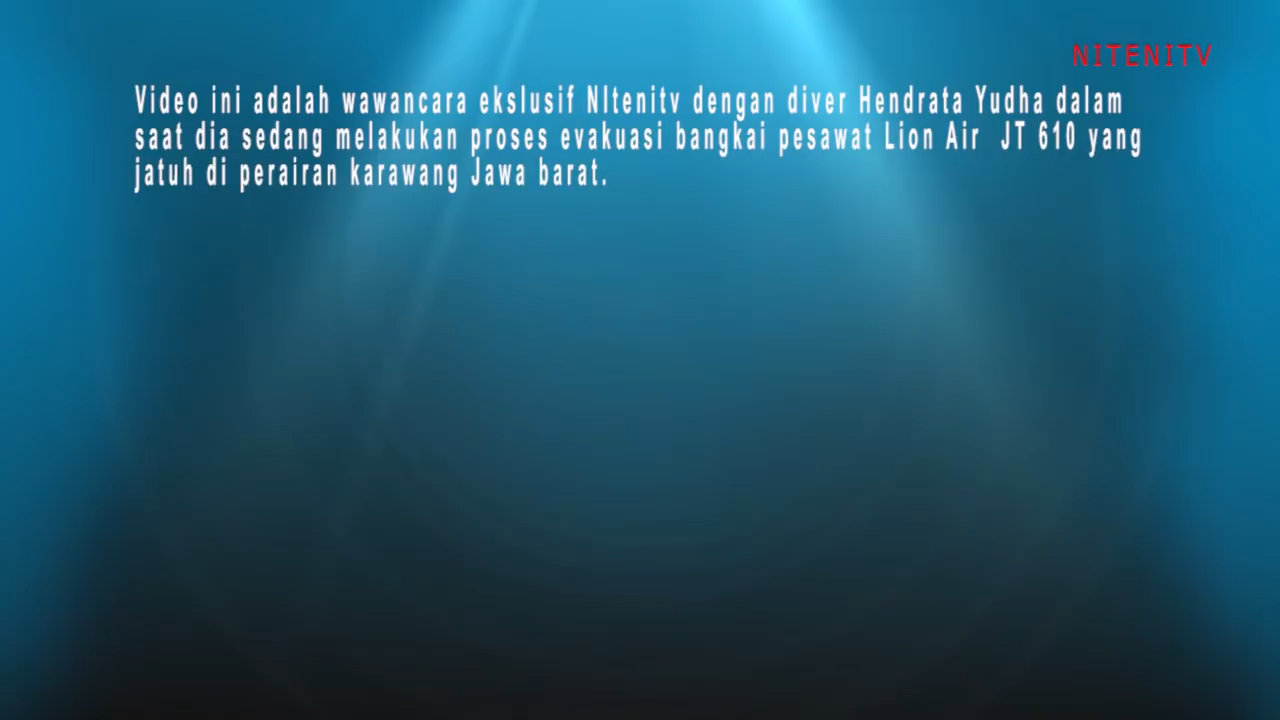 NITENITV
Video ini adalah wawancara ekslusif NItenitv dengan diver Hendrata Yudha dalam
saat dia sedang melakukan proses evakuasi bangkai pesawat Lion Air JT 610 yang
jatuh di perairan karawang Jawa barat.